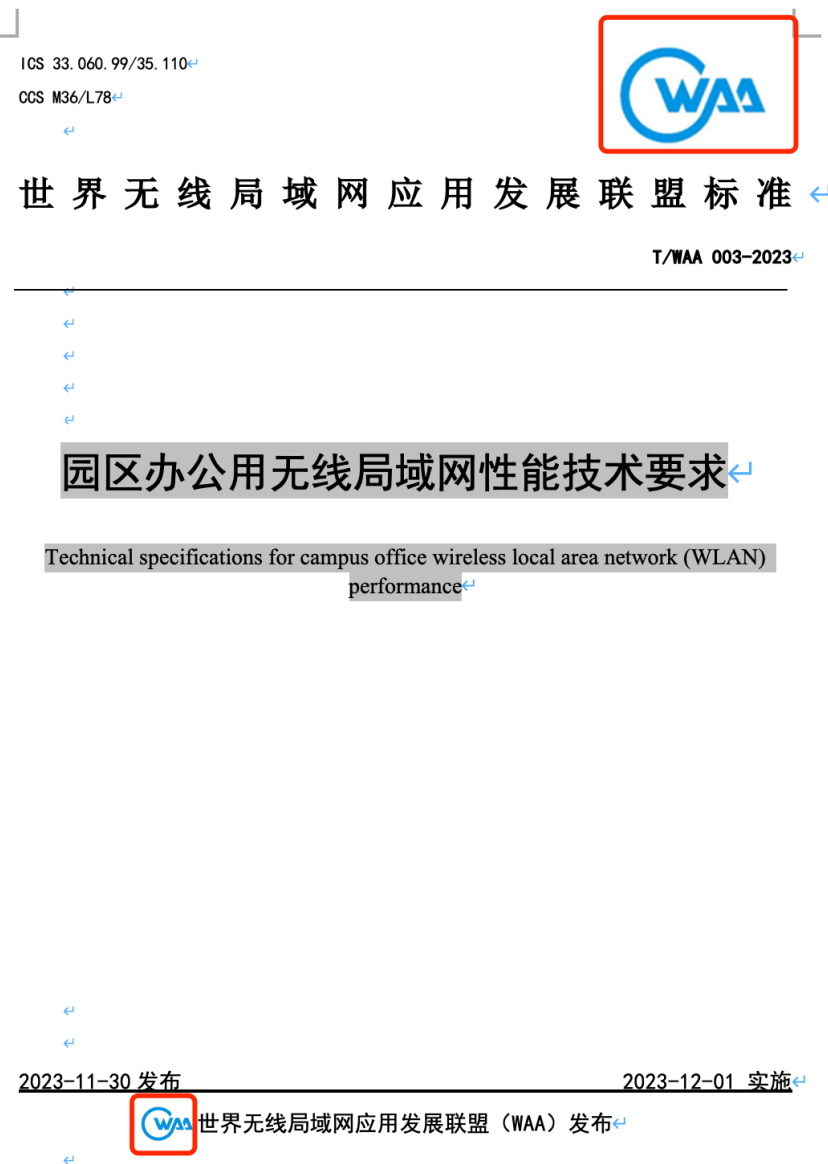 ICS 33.060.99/35.110
CCS M36/L78
WAA
世界无线局域网应用发展联盟标准
T/WAA 003-2023
园区办公用无线局域网性能技术要求
Technical specifications for campus office wireless local area network (WLAN)
performance
2023-11-30 发布 2023-12-01 实施
WAA 世界无线局域网应用发展联盟（WAA）发布